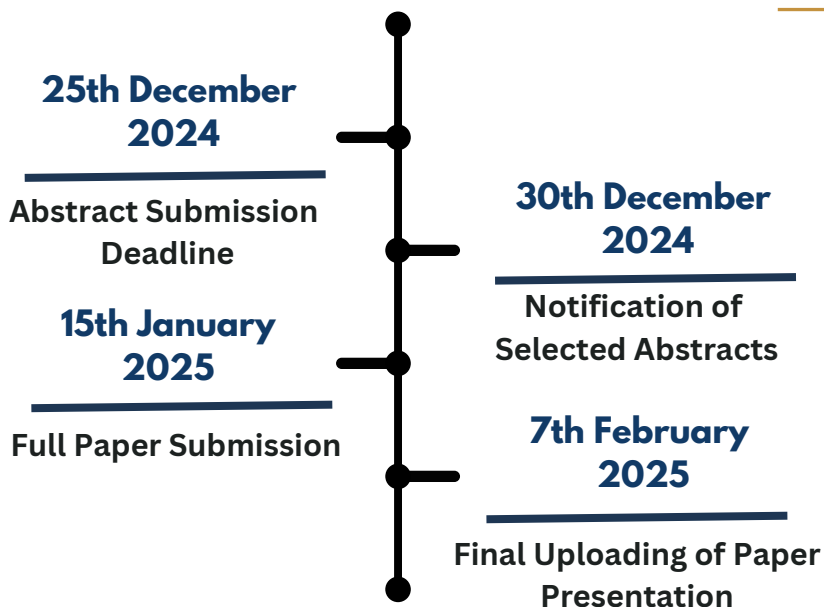 25th December
2024
Abstract Submission
Deadline
30th December
2024
Notification of
Selected Abstracts
15th January
2025
Full Paper Submission
7th February
2025
Final Uploading of Paper
Presentation